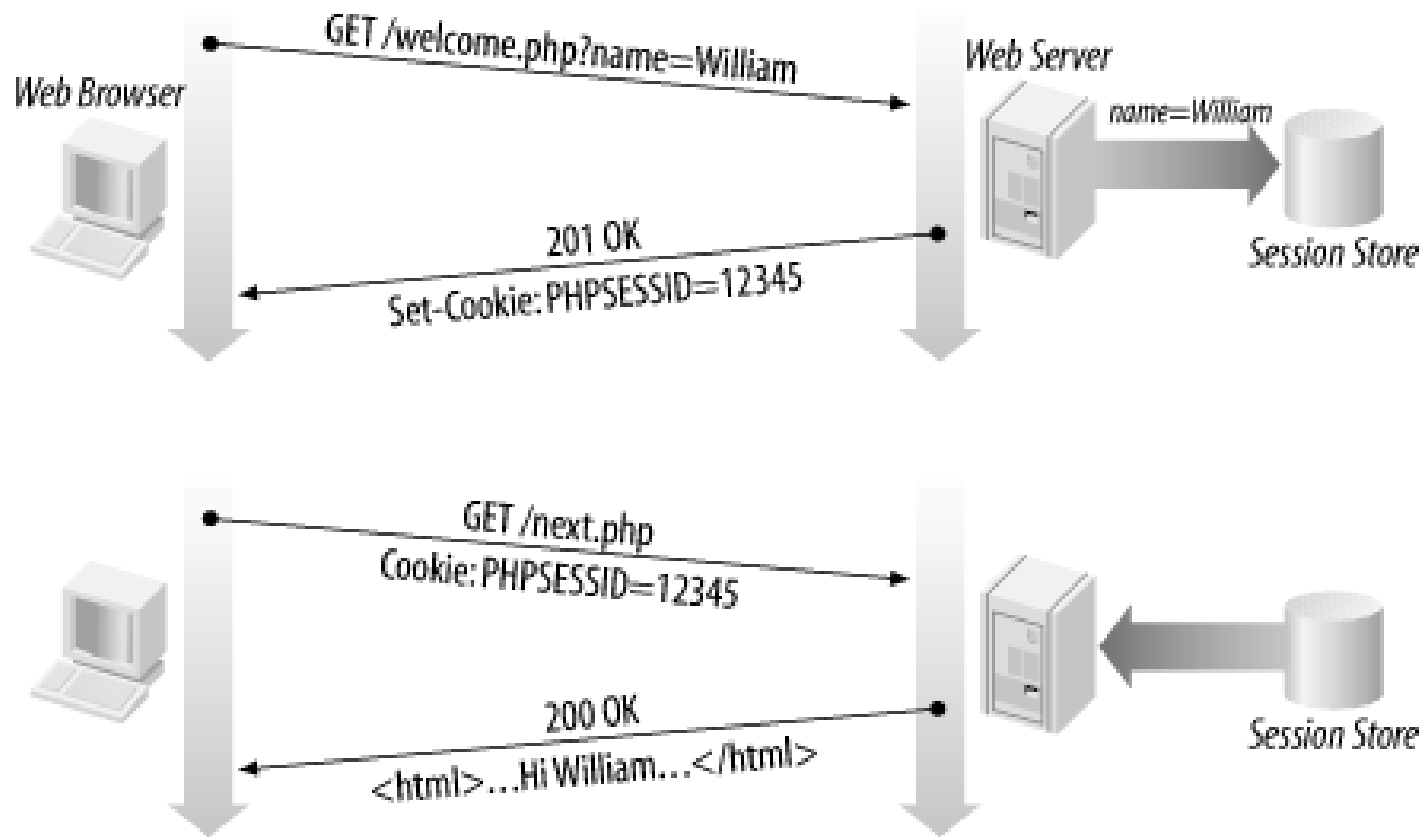 GET /welcome.php?name=William
Web Browser
Web Server
name=William
Session Store
201 OK
Set-Cookie: PHPSESSID=12345
GET /next.php
Cookie: PHPSESSID=12345
200 OK
<html>...Hi William...</html>
Session Store